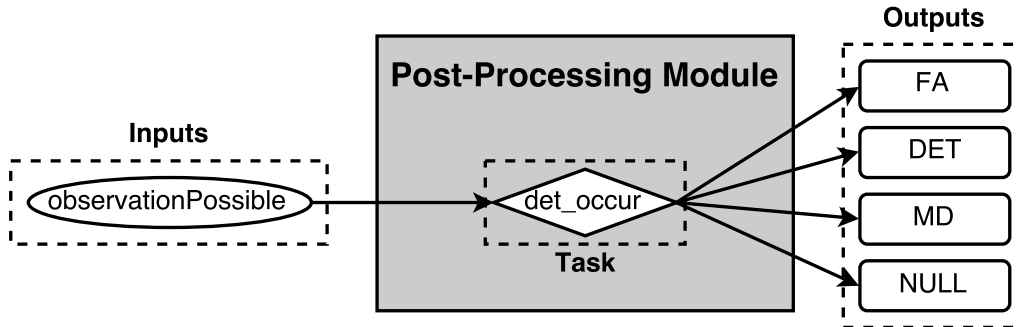 Outputs
Post-Processing Module
FA
Inputs
DET
observationPossible
det_occur
MD
Task
NULL